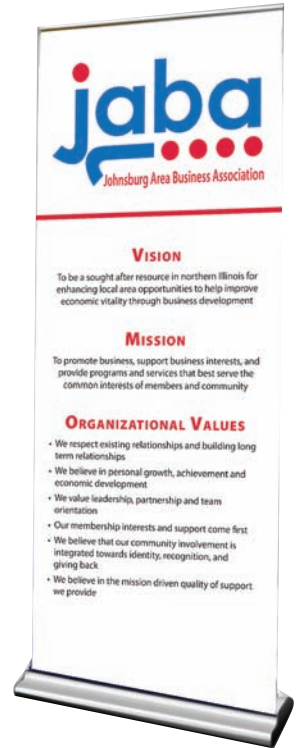 jaba
Johnsburg Area Business Association
VISION
To be a sought after resource in northern Illinois for
enhancing local area opportunities to help improve
economic vitality through business development
MISSION
To promote business, support business interests, and
provide programs and services that best serve the
common interests of members and community
ORGANIZATIONAL VALUES
• We respect existing relationships and building long
term relationships
• We believe in personal growth, achievement and
economic development
• We value leadership, partnership and team
orientation
• Our membership interests and support come first
• We believe that our community involvement is
integrated towards identity, recognition, and
giving back
• We believe in the mission driven quality of support
we provide